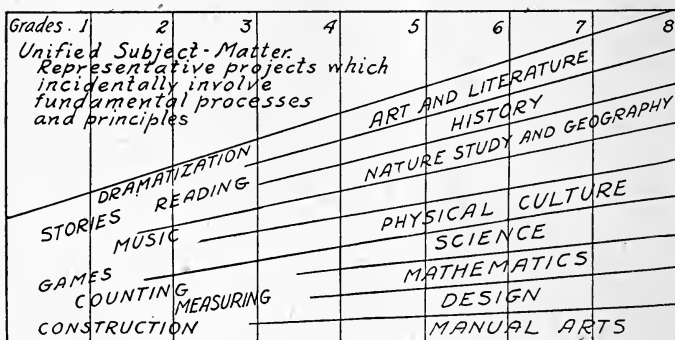 Grades. 1 2 3 4 5 6 7 8
Unified Subject-Matter.
Representative projects which
incidentally involve
fundamental processes
and principles
ART AND LITERATURE
HISTORY
NATURE STUDY AND GEOGRAPHY
DRAMATIZATION
STORIES READING
MUSIC
PHYSICAL CULTURE
SCIENCE
GAMES
COUNTING
MEASURING
MATHEMATICS
DESIGN
CONSTRUCTION
MANUAL ARTS